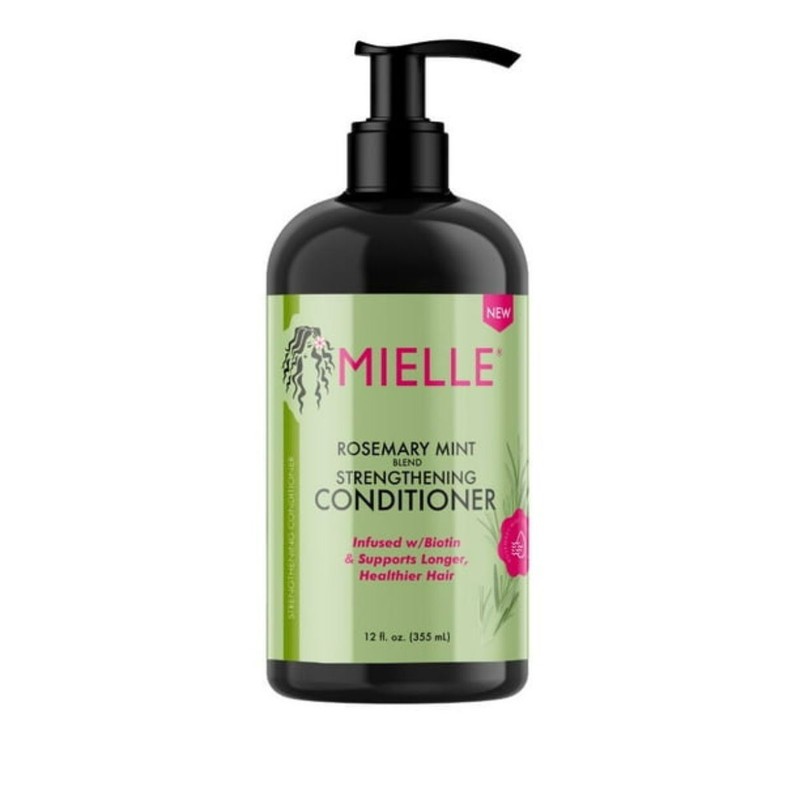 NEW
MIELLE®
ROSEMARY MINT
BLEND
STRENGTHENING
CONDITIONER
Infused w/Biotin
& Supports Longer,
Healthier Hair
12 fl. oz. (355 mL)
STRENGTHENING CONDITIONER